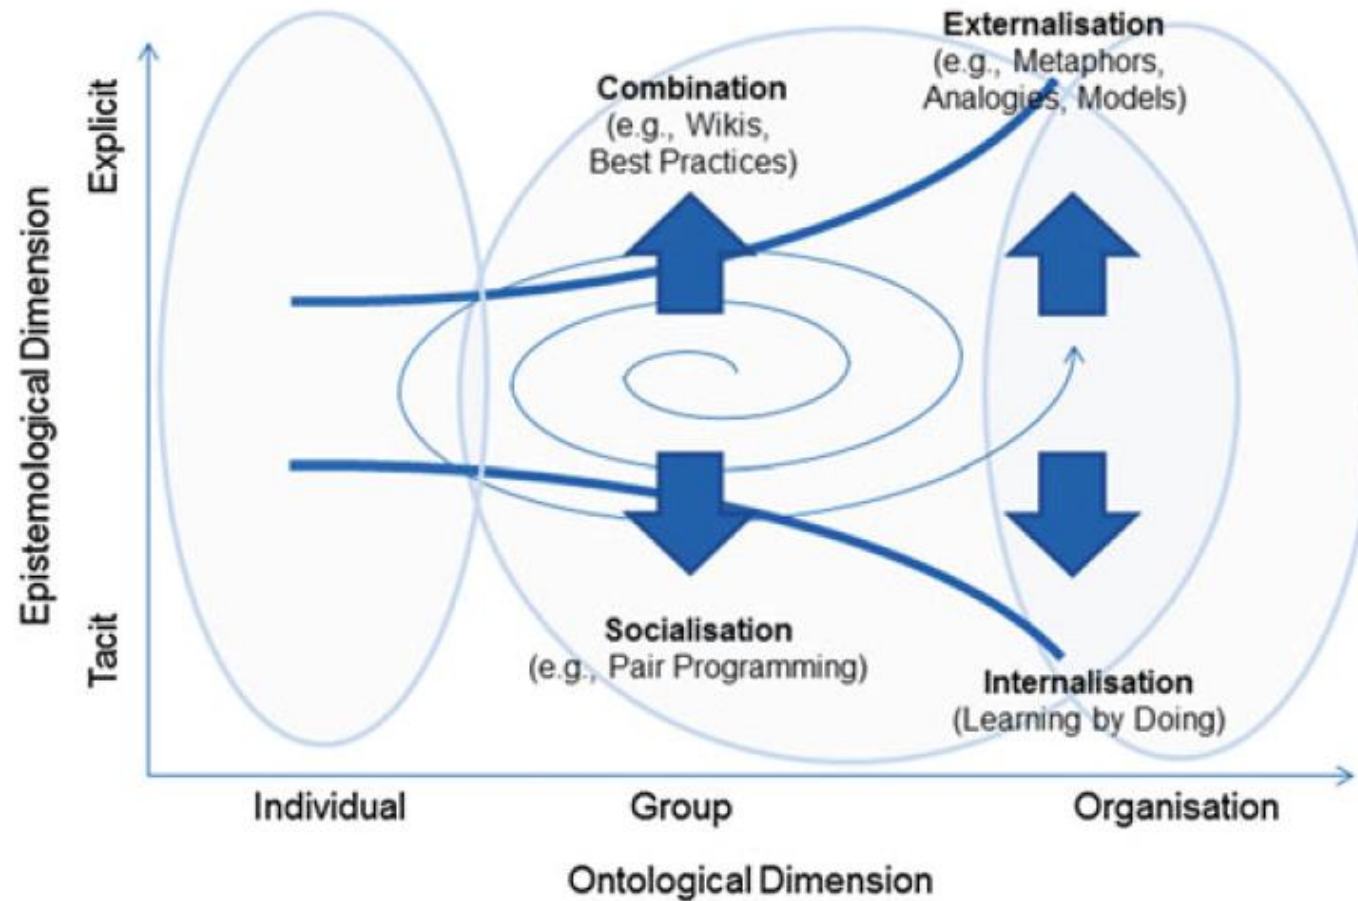 Externalisation
(e.g., Metaphors,
Analogies, Models)
Combination
(e.g., Wikis,
Best Practices)
Explicit
Epistemological Dimension
Tacit
Socialisation
(e.g., Pair Programming)
Internalisation
(Learning by Doing)
Individual
Group
Organisation
Ontological Dimension